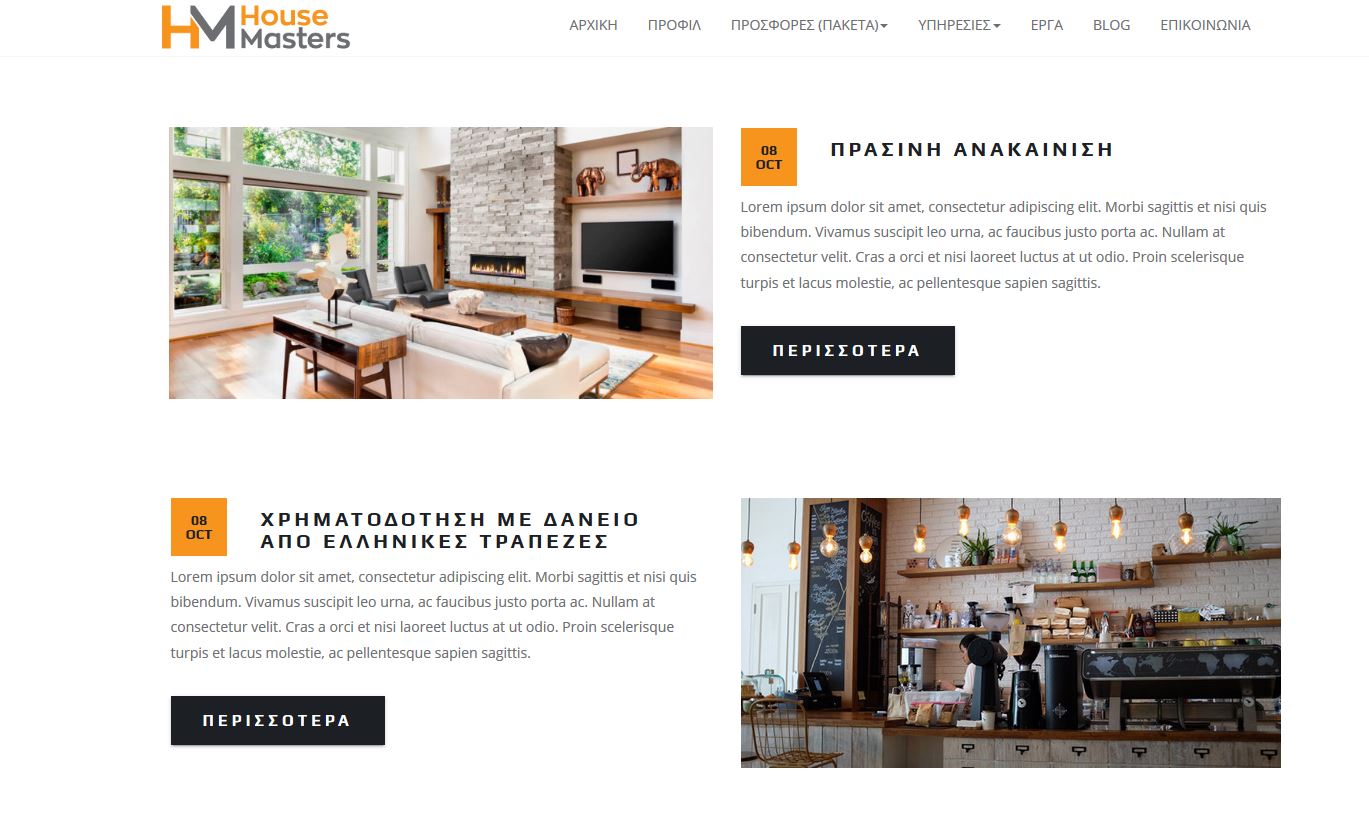 House
Masters
ΑΡΧΙΚΗ ΠΡΟΦΙΛ ΠΡΟΣΦΟΡΕΣ (ΠΑΚΕΤΑ) ΥΠΗΡΕΣΙΕΣ ΕΡΓΑ BLOG ΕΠΙΚΟΙΝΩΝΙΑ
08
OCT
ΠΡΑΣΙΝΗ ΑΝΑΚΑΙΝΙΣΗ
Lorem ipsum dolor sit amet, consectetur adipiscing elit. Morbi sagittis et nisi quis
bibendum. Vivamus suscipit leo urna, ac faucibus justo porta ac. Nullam at
consectetur velit. Cras a orci et nisi laoreet luctus at ut odio. Proin scelerisque
turpis et lacus molestie, ac pellentesque sapien sagittis.
ΠΕΡΙΣΣΟΤΕΡΑ
08
OCT
ΧΡΗΜΑΤΟΔΟΤΗΣΗ ΜΕ ΔΑΝΕΙΟ
ΑΠΟ ΕΛΛΗΝΙΚΕΣ ΤΡΑΠΕΖΕΣ
Lorem ipsum dolor sit amet, consectetur adipiscing elit. Morbi sagittis et nisi quis
bibendum. Vivamus suscipit leo urna, ac faucibus justo porta ac. Nullam at
consectetur velit. Cras a orci et nisi laoreet luctus at ut odio. Proin scelerisque
turpis et lacus molestie, ac pellentesque sapien sagittis.
ΠΕΡΙΣΣΟΤΕΡΑ